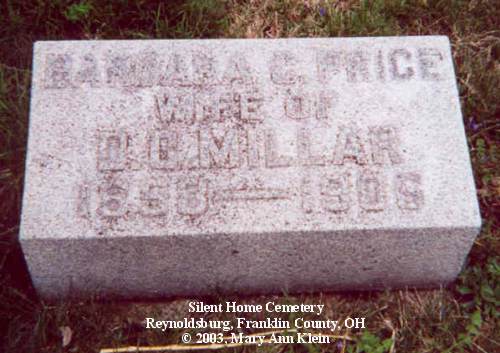 BARBARA C. PRICE
WIFE OF
D.C. MILLAR
Silent Home Cemetery
Reynoldsburg, Franklin County, OH
© 2003, Mary Ann Klein